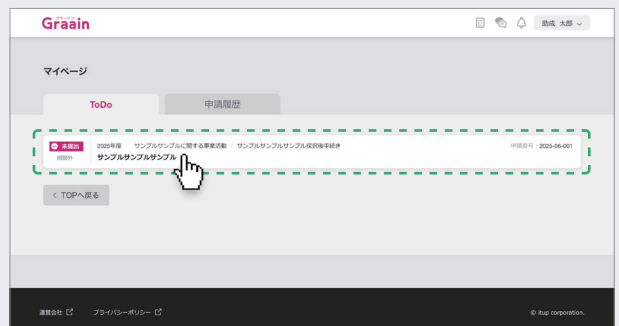 Graain
助成 太郎
マイページ
ToDo
申請履歴
未提出
2025年度 サンプルサンプルに関する事業活動 / サンプルサンプルサンプル採択後手続き
申請番号：2025-06-001
期間外
サンプルサンプルサンプル
< TOPへ戻る
運営会社
プライバシーポリシー
© itup corporation.